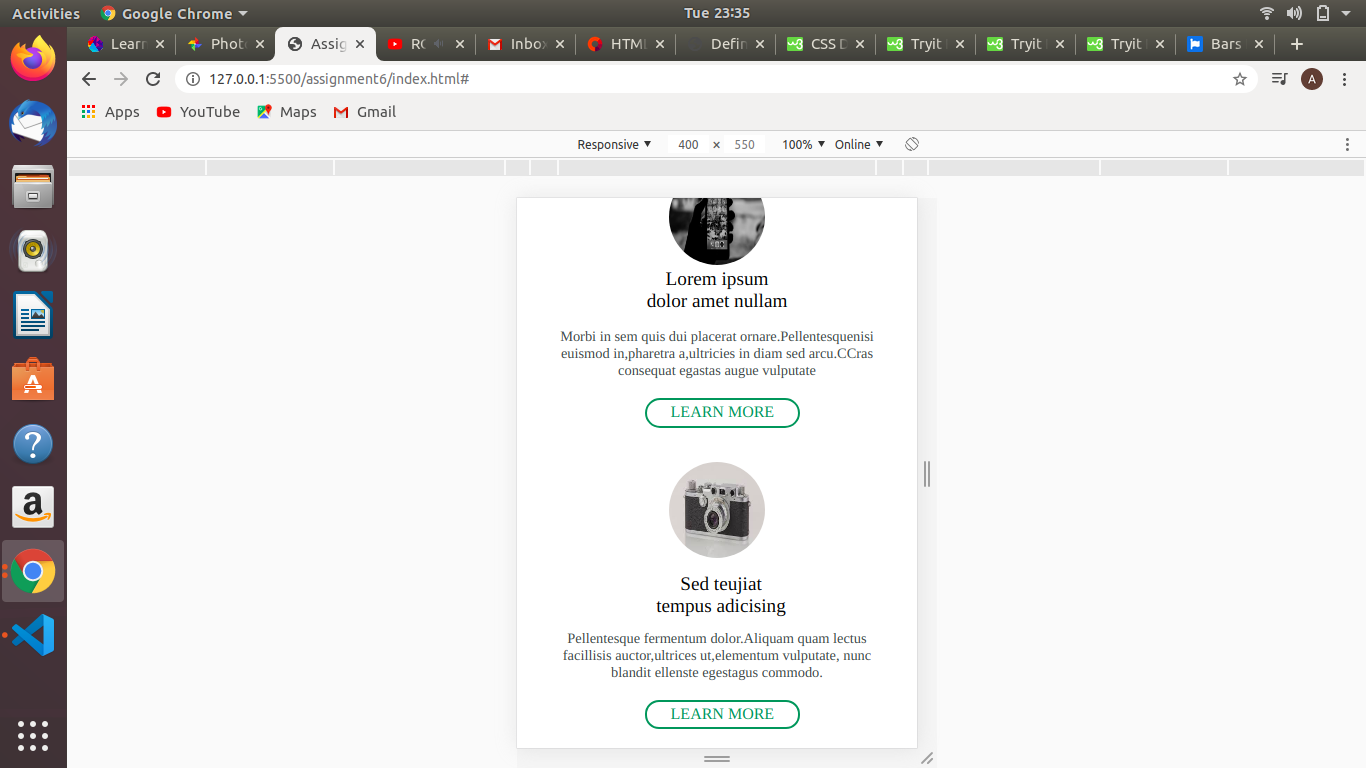 Activities Google Chrome Tue 23:35
Learn Photo Assig RO Inbox HTML Defin CSS D Tryit Tryit Tryit Bars
127.0.0.1:5500/assignment6/index.html# A
Apps YouTube Maps Gmail
Responsive 400 × 550 100% Online
Lorem ipsum
dolor amet nullam
Morbi in sem quis dui placerat ornare.Pellentesquenisi
euismod in,pharetra a,ultricies in diam sed arcu.CCras
consequat egastas augue vulputate
LEARN MORE
Sed teujiat
tempus adicising
Pellentesque fermentum dolor.Aliquam quam lectus
facillisis auctor,ultrices ut,elementum vulputate, nunc
blandit ellenste egestagus commodo.
LEARN MORE